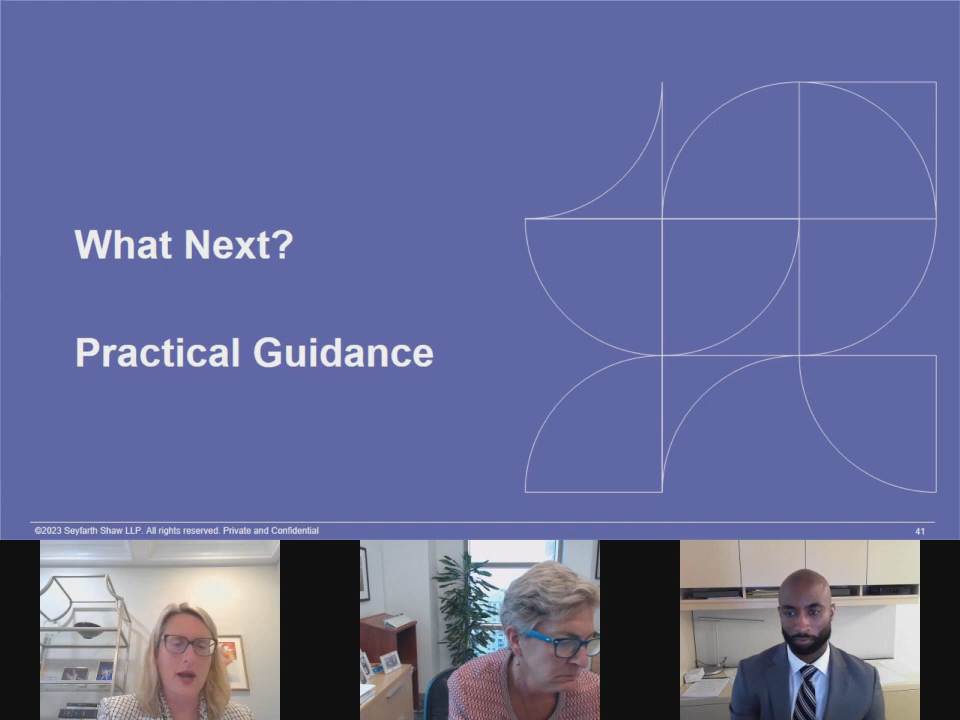 What Next?
Practical Guidance
©2023 Seyfarth Shaw LLP. All rights reserved. Private and Confidential
41